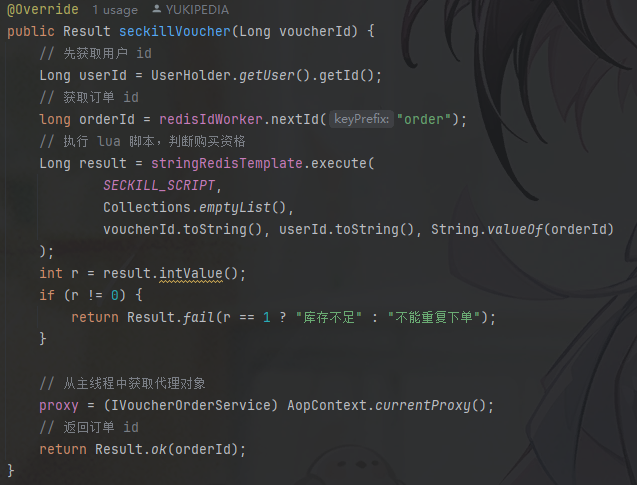 @Override 1 usage YUKIPEDIA
public Result seckillVoucher(Long voucherId) {
// 先获取用户 id
Long userId = UserHolder.getUser().getId();
// 获取订单 id
long orderId = redisIdWorker.nextId( keyPrefix: "order");
// 执行 lua 脚本，判断购买资格
Long result = stringRedisTemplate.execute(
SECKILL_SCRIPT,
Collections.emptyList(),
voucherId.toString(), userId.toString(), String.valueOf(orderId)
);
int r = result.intValue();
if (r != 0) {
return Result.fail(r == 1 ? "库存不足" : "不能重复下单");
}
// 从主线程中获取代理对象
proxy = (IVoucherOrderService) AopContext.currentProxy();
// 返回订单 id
return Result.ok(orderId);
}